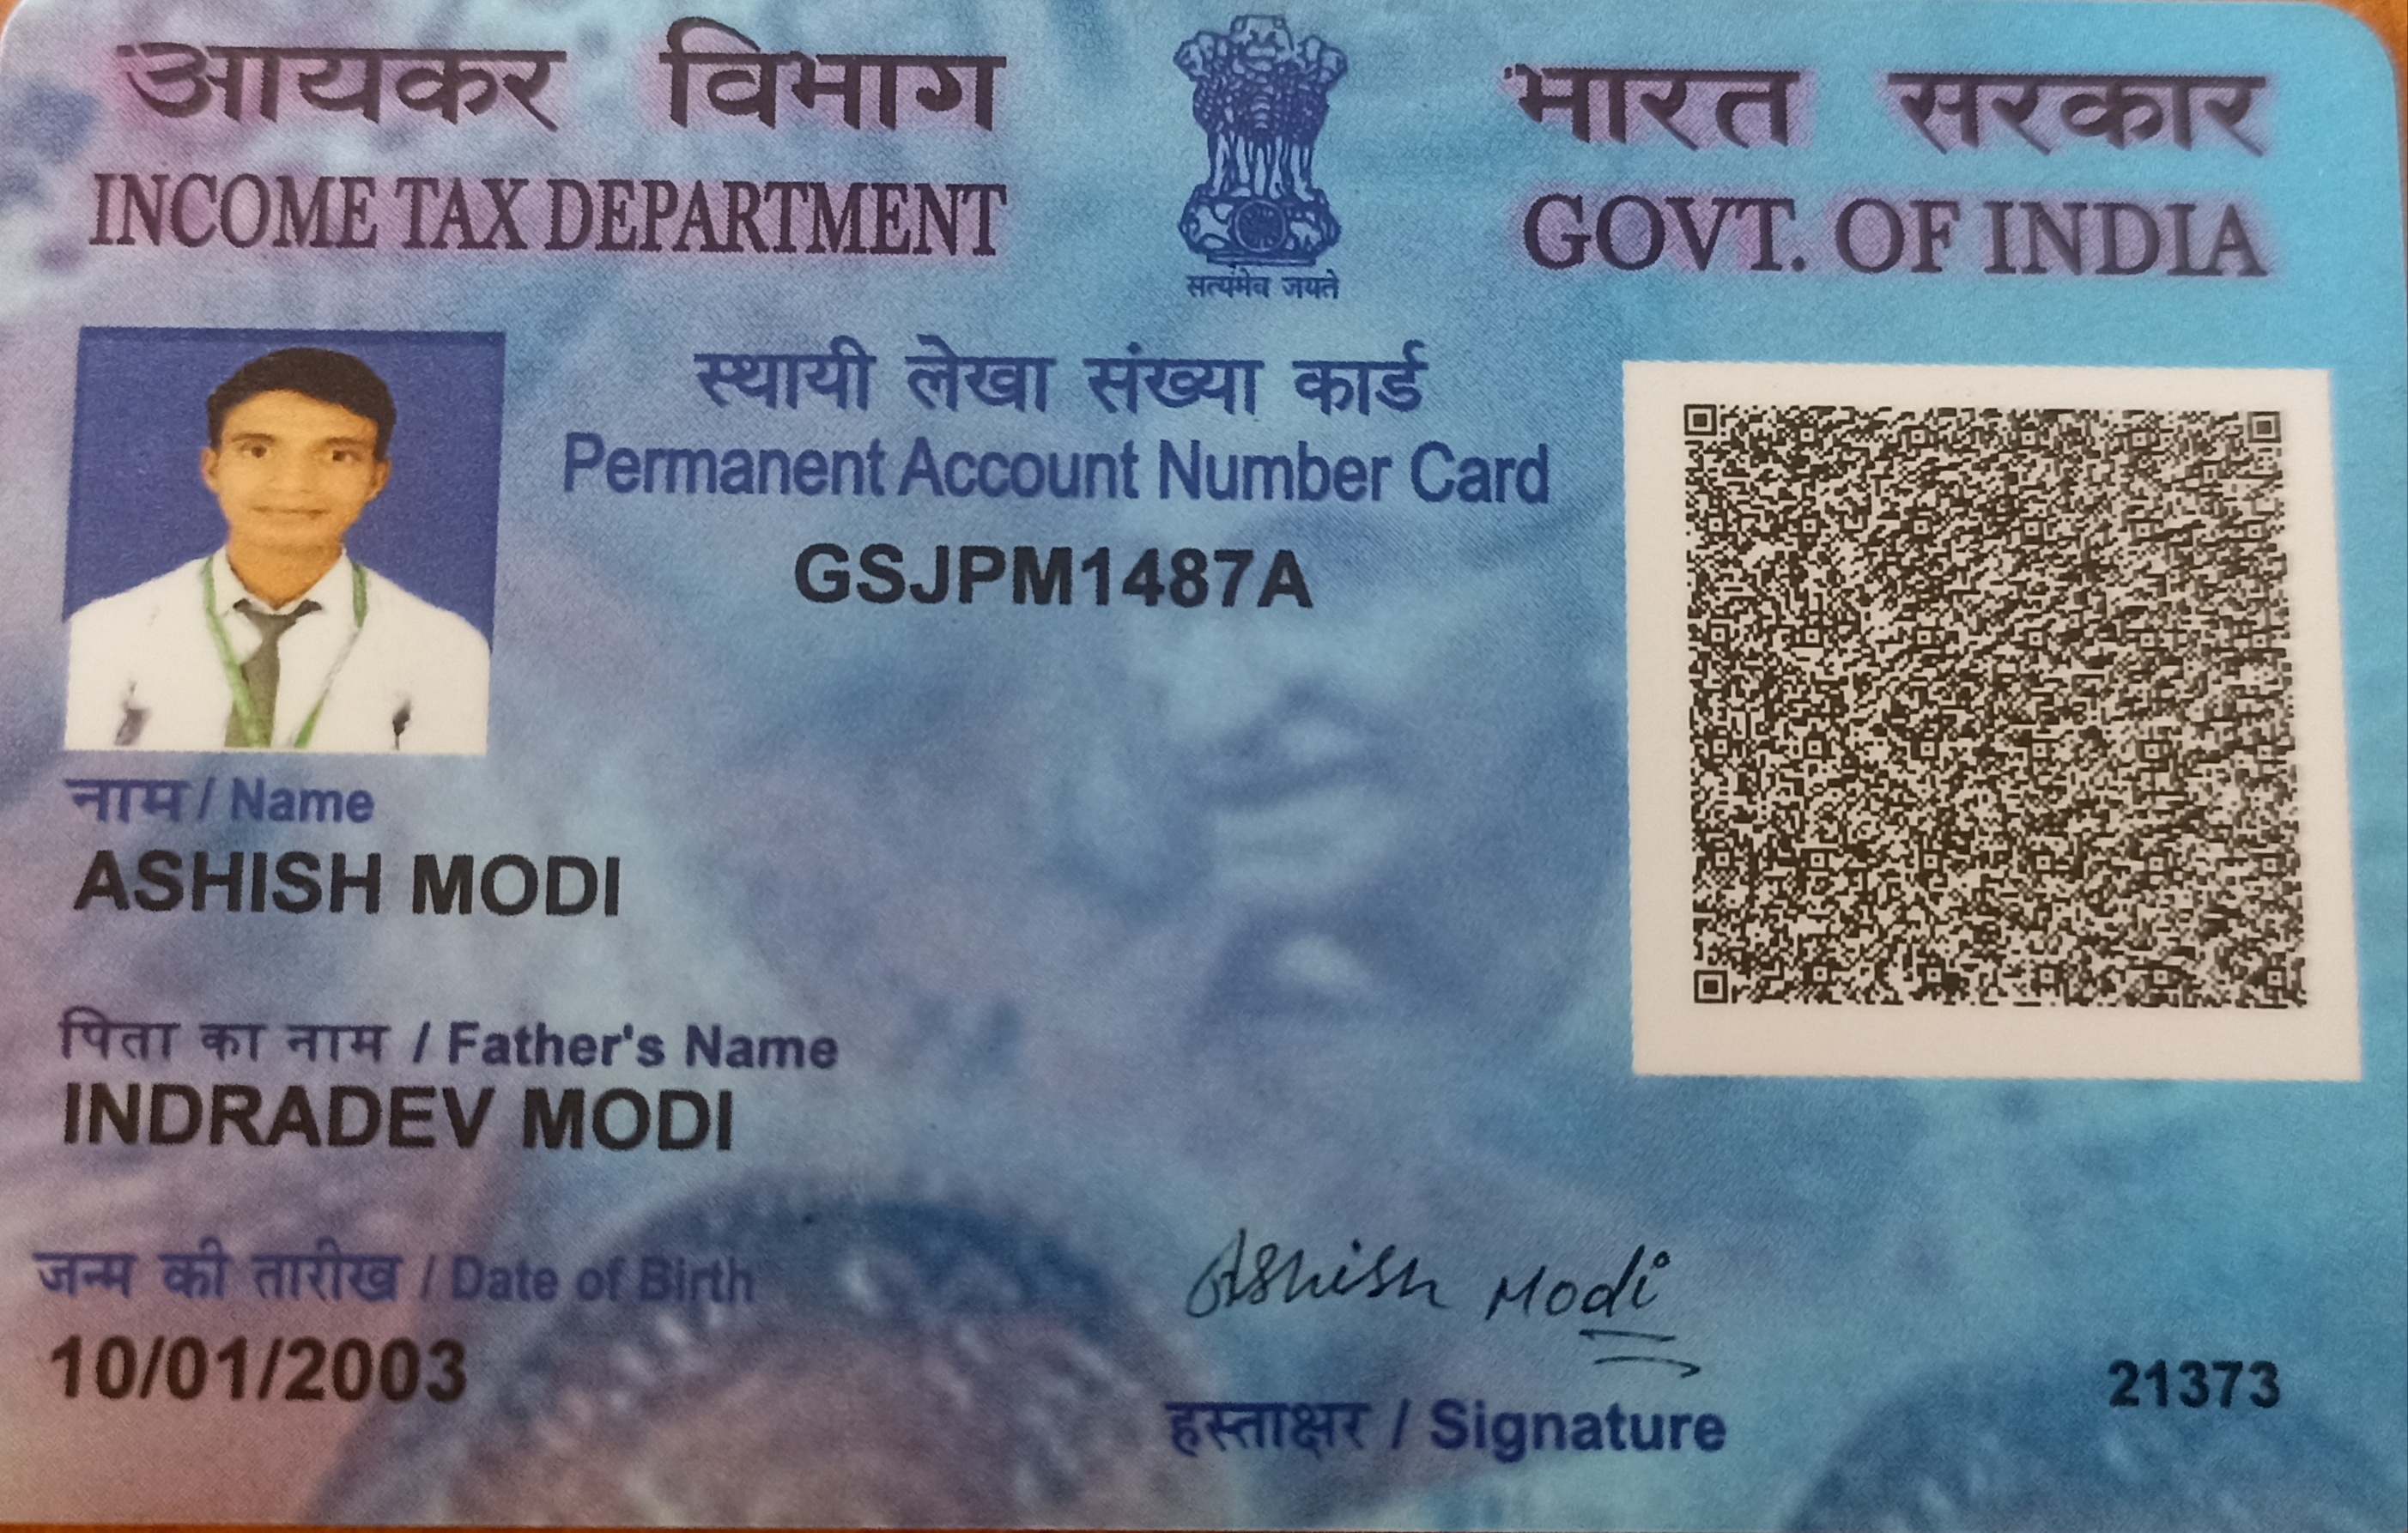 आयकर विभाग
INCOME TAX DEPARTMENT
सत्यमेव जयते
भारत सरकार
GOVT. OF INDIA
स्थायी लेखा संख्या कार्ड
Permanent Account Number Card
GSJPM1487A
नाम / Name
ASHISH MODI
पिता का नाम / Father's Name
INDRADEV MODI
जन्म की तारीख / Date of Birth
10/01/2003
Ashish Modi
हस्ताक्षर / Signature
21373